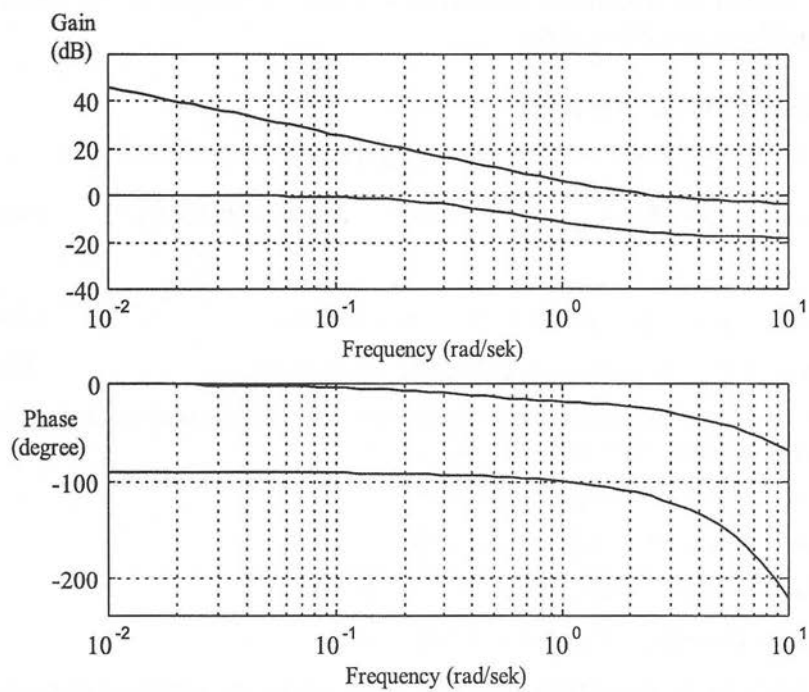 Gain
(dB)
40
20
0
-20
-40
10^-2
10^-1
10^0
10^1
Frequency (rad/sek)
0
Phase
(degree)
-100
-200
10^-2
10^-1
10^0
10^1
Frequency (rad/sek)